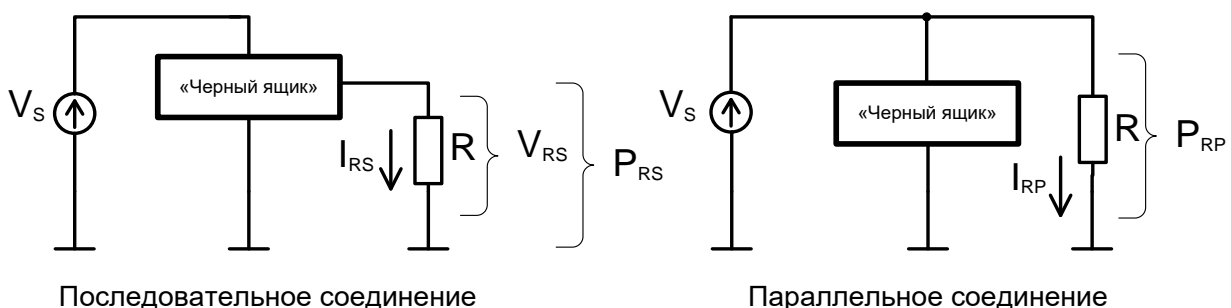 «Черный ящик»
V_S
I_RS
R
V_RS
P_RS
Последовательное соединение
V_S
«Черный ящик»
I_RP
R
P_RP
Параллельное соединение